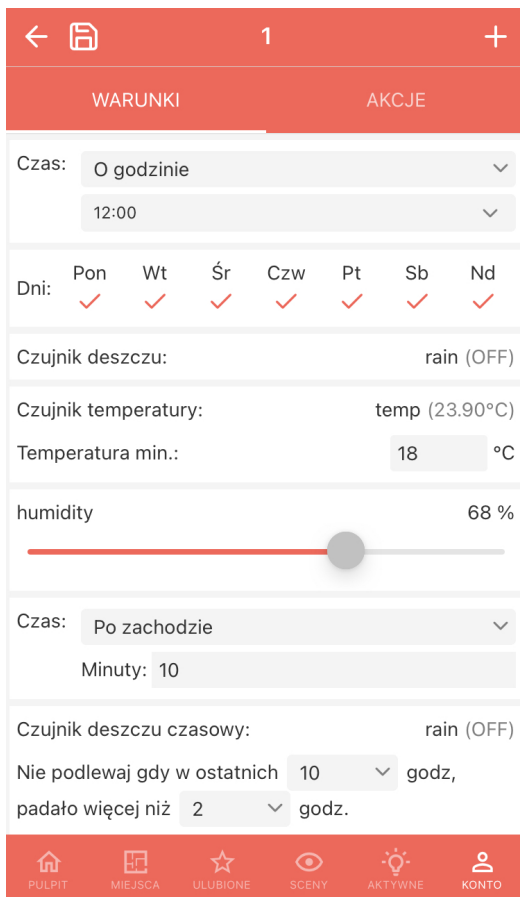 1
WARUNKI AKCJE
Czas: O godzinie
12:00
Dni: Pon Wt Śr Czw Pt Sb Nd
Czujnik deszczu: rain (OFF)
Czujnik temperatury: temp (23.90°C)
Temperatura min.: 18 °C
humidity 68 %
Czas: Po zachodzie
Minuty: 10
Czujnik deszczu czasowy: rain (OFF)
Nie podlewaj gdy w ostatnich 10 godz,
padało więcej niż 2 godz.
PULPIT MIEJSCA ULUBIONE SCENY AKTYWNE KONTO